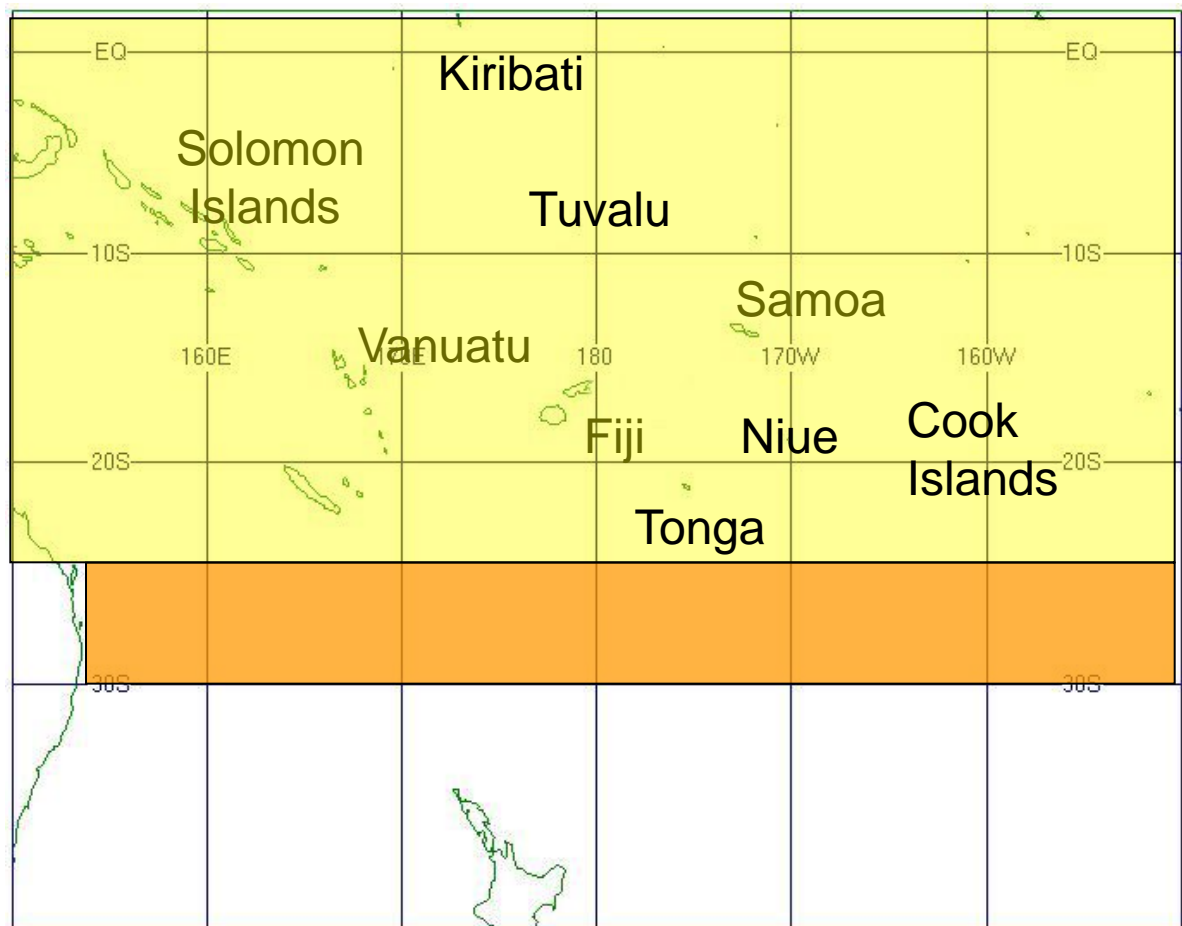 EQ
EQ
Kiribati
Solomon
Islands
Tuvalu
10S
10S
Samoa
Vanuatu
160E
170E
180
170W
160W
Cook
Islands
Fiji
Niue
20S
20S
Tonga
30S
30S